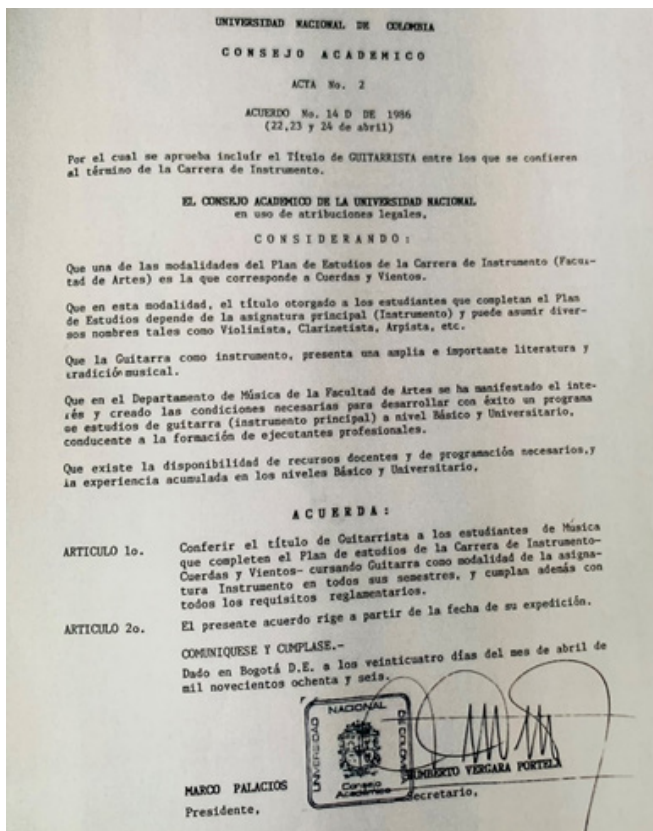 UNIVERSIDAD NACIONAL DE COLOMBIA
CONSEJO ACADEMICO
ACTA No. 2
ACUERDO No. 14 D DE 1986
(22,23 y 24 de abril)
Por el cual se aprueba incluír el Título de GUITARRISTA entre los que se confieren
al término de la Carrera de Instrumento.
EL CONSEJO ACADEMICO DE LA UNIVERSIDAD NACIONAL
en uso de atribuciones legales,
CONSIDERANDO:
Que una de las modalidades del Plan de Estudios de la Carrera de Instrumento (Facul-
tad de Artes) es la que corresponde a Cuerdas y Vientos.
Que en esta modalidad, el título otorgado a los estudiantes que completan el Plan
de Estudios depende de la asignatura principal (Instrumento) y puede asumir diver-
sos nombres tales como Violinista, Clarinetista, Arpista, etc.
Que la Guitarra como instrumento, presenta una amplia e importante literatura y
tradición musical.
Que en el Departamento de Música de la Facultad de Artes se ha manifestado el inte-
rés y creado las condiciones necesarias para desarrollar con éxito un programa
de estudios de guitarra (instrumento principal) a nivel Básico y Universitario,
conducente a la formación de ejecutantes profesionales.
Que existe la disponibilidad de recursos docentes y de programación necesarios,y
la experiencia acumulada en los niveles Básico y Universitario,
ACUERDA:
ARTICULO 1o. Conferir el título de Guitarrista a los estudiantes de Música
que completen el Plan de estudios de la Carrera de Instrumento-
Cuerdas y Vientos- cursando Guitarra como modalidad de la asigna-
tura Instrumento en todos sus semestres, y cumplan además con
todos los requisitos reglamentarios.
ARTICULO 2o. El presente acuerdo rige a partir de la fecha de su expedición.
COMUNIQUESE Y CUMPLASE.-
Dado en Bogotá D.E. a los veinticuatro días del mes de abril de
mil novecientos ochenta y seis.
UNIVERSIDAD NACIONAL DE COLOMBIA
Consejo
Académico
MARCO PALACIOS HUMBERTO VERGARA PORTELA
Presidente, Secretario,